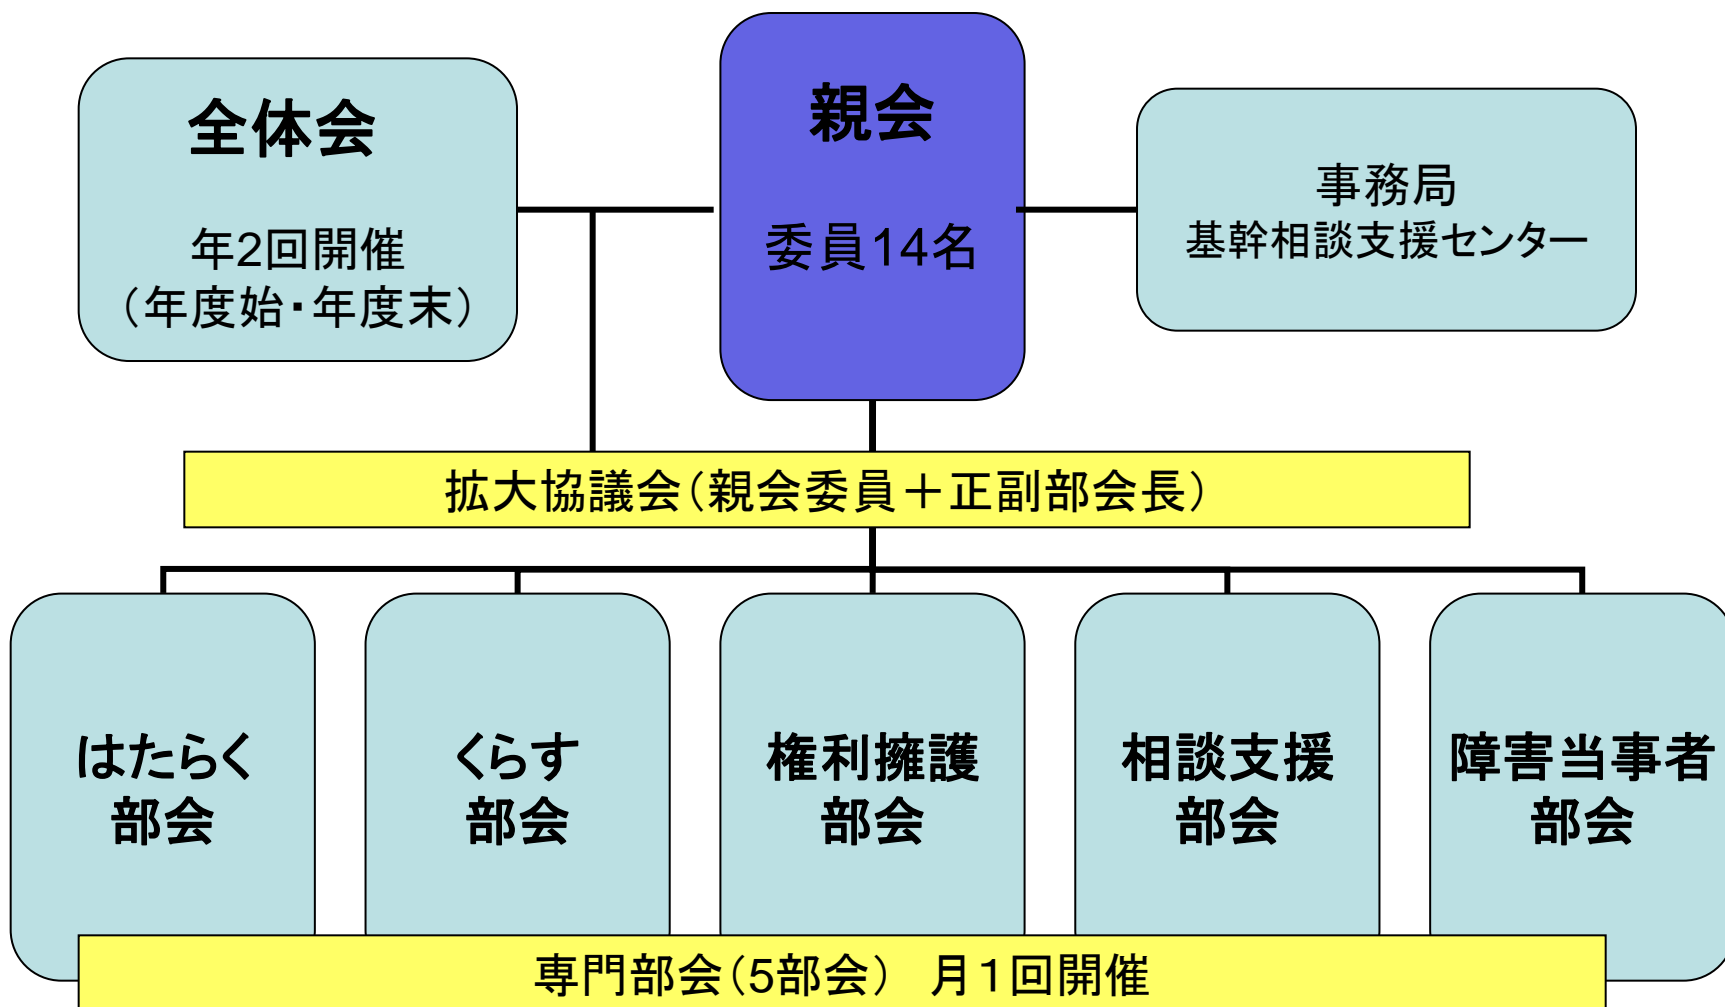 全体会
年2回開催
（年度始・年度末）
親会
委員14名
事務局
基幹相談支援センター
拡大協議会（親会委員＋正副部会長）
はたらく
部会
くらす
部会
権利擁護
部会
相談支援
部会
障害当事者
部会
専門部会（5部会）　月１回開催